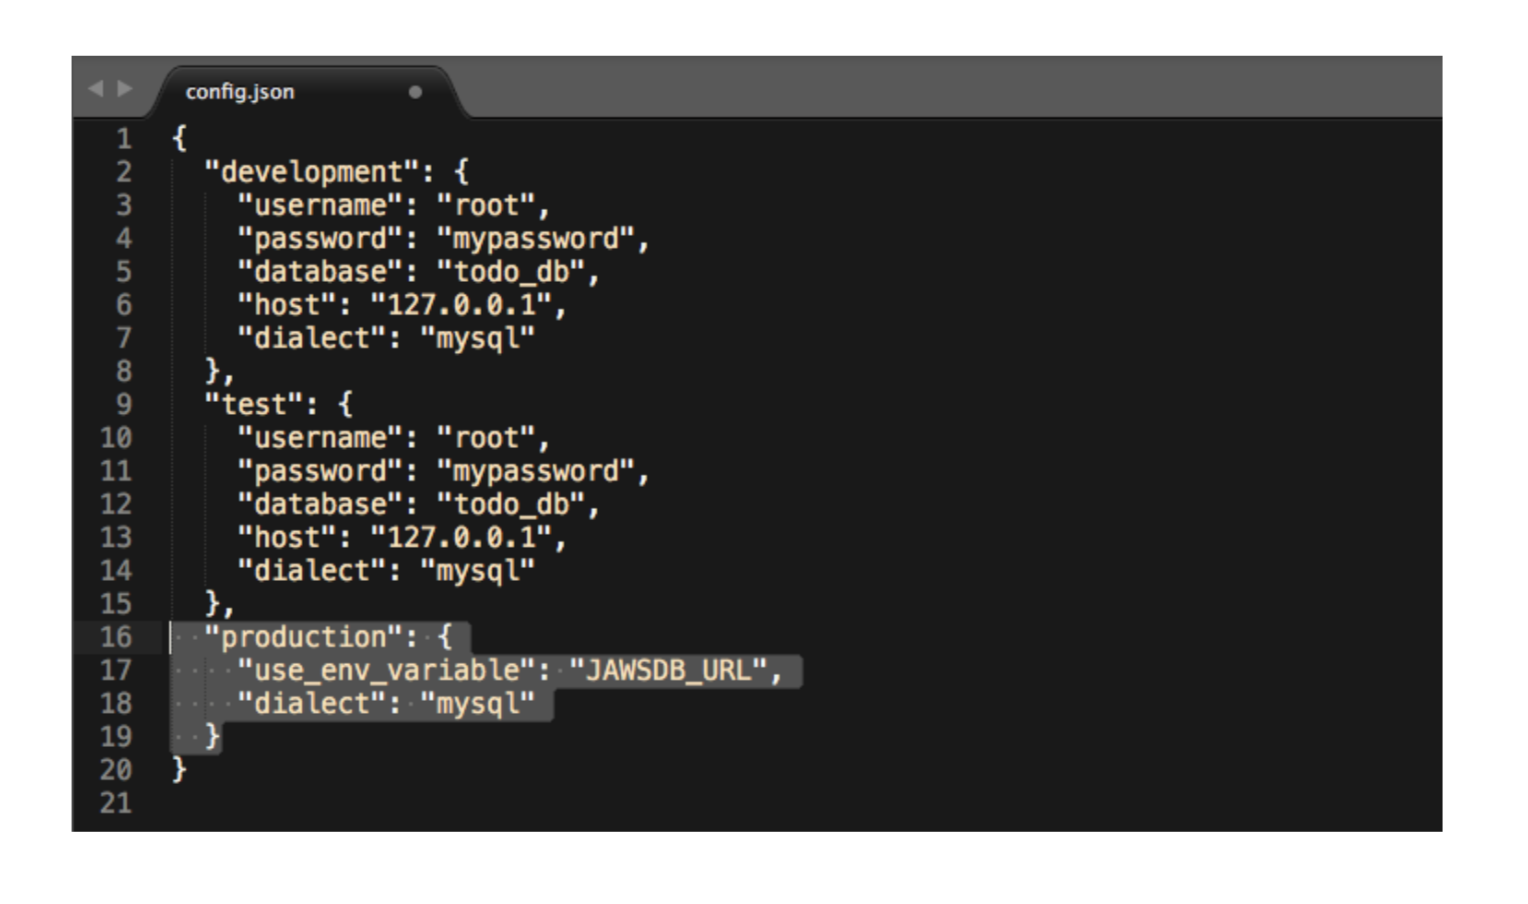 config.json
1 {
2   "development": {
3     "username": "root",
4     "password": "mypassword",
5     "database": "todo_db",
6     "host": "127.0.0.1",
7     "dialect": "mysql"
8   },
9   "test": {
10     "username": "root",
11     "password": "mypassword",
12     "database": "todo_db",
13     "host": "127.0.0.1",
14     "dialect": "mysql"
15   },
16   "production": {
17     "use_env_variable": "JAWSDB_URL",
18     "dialect": "mysql"
19   }
20 }
21